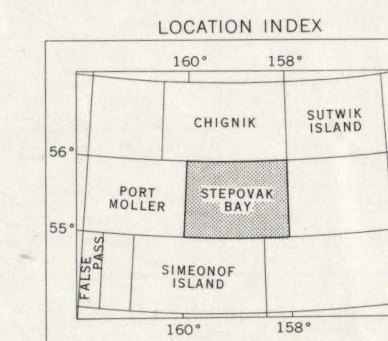 LOCATION INDEX
160° 158°
CHIGNIK
SUTWIK
ISLAND
56°
PORT
MOLLER
STEPOVAK
BAY
55°
FALSE
PASS
SIMEONOF
ISLAND
160° 158°